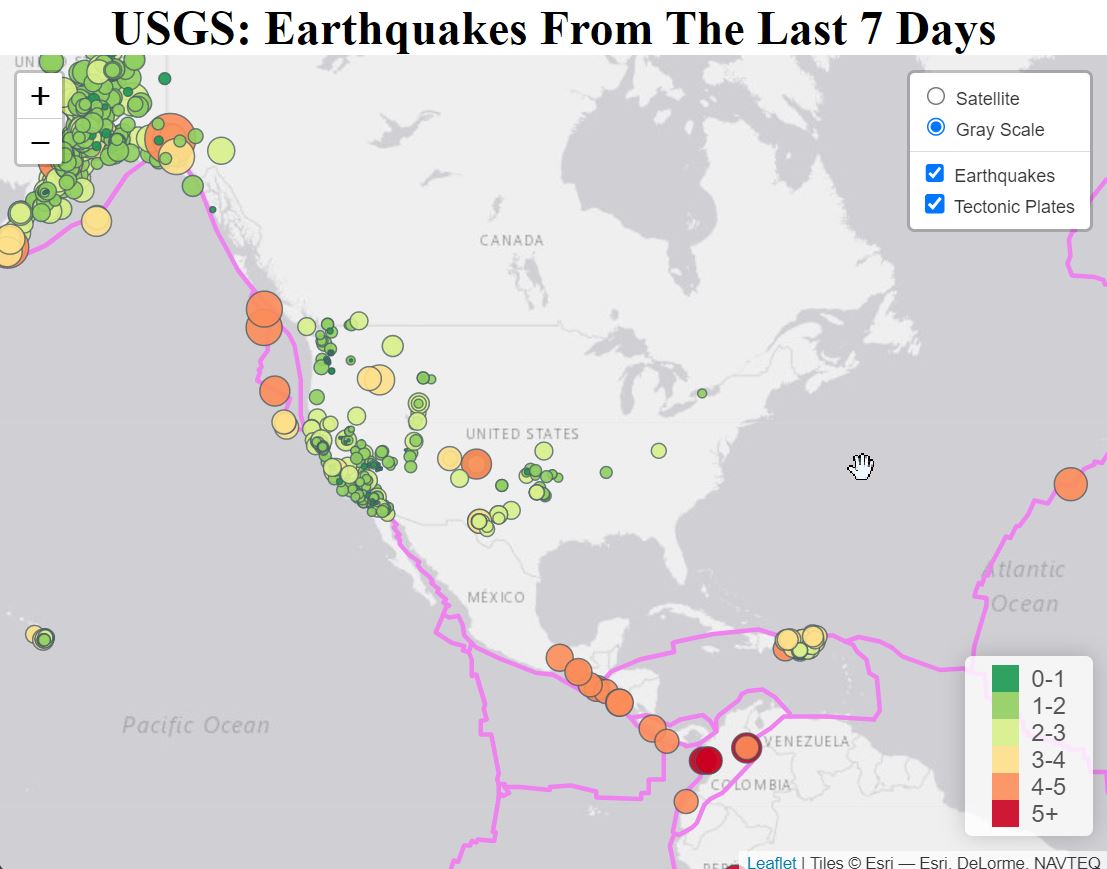 USGS: Earthquakes From The Last 7 Days
+
−
Satellite
Gray Scale
Earthquakes
Tectonic Plates
CANADA
UNITED STATES
MÉXICO
Atlantic
Ocean
Pacific Ocean
VENEZUELA
COLOMBIA
0-1
1-2
2-3
3-4
4-5
5+
Leaflet | Tiles © Esri — Esri, DeLorme, NAVTEQ